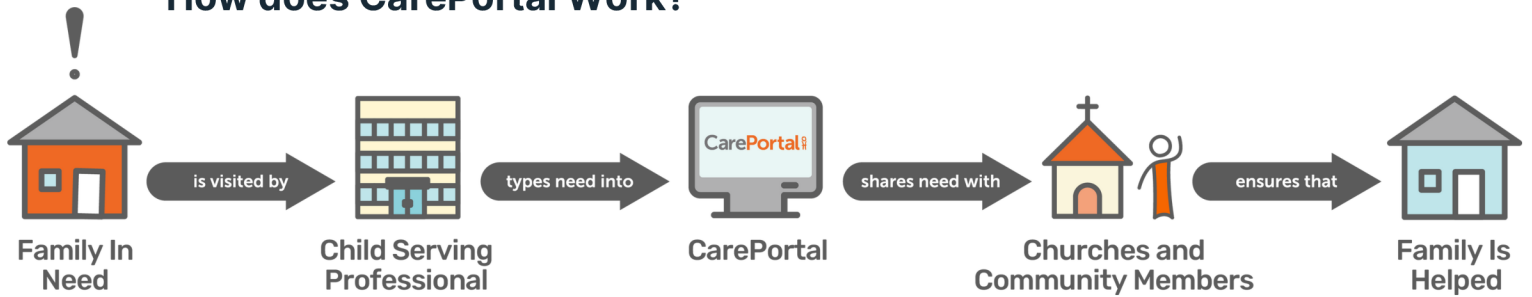 How does CarePortal Work?
is visited by
types need into
CarePortal
shares need with
ensures that
Family In
Need
Child Serving
Professional
CarePortal
Churches and
Community Members
Family Is
Helped